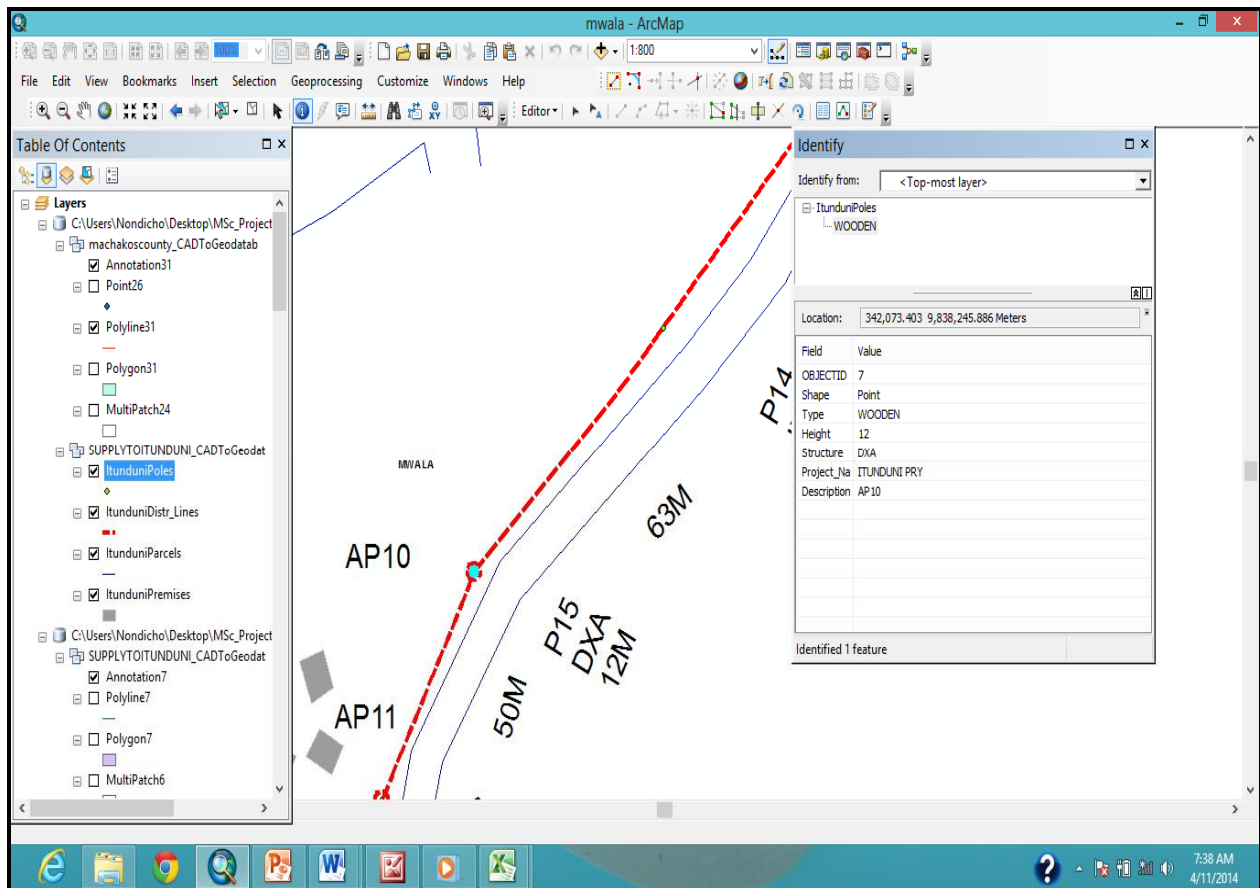 mwala - ArcMap
100%
1:800
File Edit View Bookmarks Insert Selection Geoprocessing Customize Windows Help
Editor
Table Of Contents
Layers
C:\Users\Nondicho\Desktop\MSc_Project
machakoscounty_CADToGeodatab
Annotation31
Point26
Polyline31
Polygon31
MultiPatch24
SUPPLYTOITUNDUNI_CADToGeodat
ItunduniPoles
ItunduniDistr_Lines
ItunduniParcels
ItunduniPremises
C:\Users\Nondicho\Desktop\MSc_Project
SUPPLYTOITUNDUNI_CADToGeodat
Annotation7
Polyline7
Polygon7
MultiPatch6
MWALA
AP10
AP11
P14
63M
P15
DXA
12M
50M
Identify
Identify from: <Top-most layer>
ItunduniPoles
WOODEN
Location: 342,073.403 9,838,245.886 Meters
Field Value
OBJECTID 7
Shape Point
Type WOODEN
Height 12
Structure DXA
Project_Na ITUNDUNI PRY
Description AP10
Identified 1 feature
7:38 AM
4/11/2014